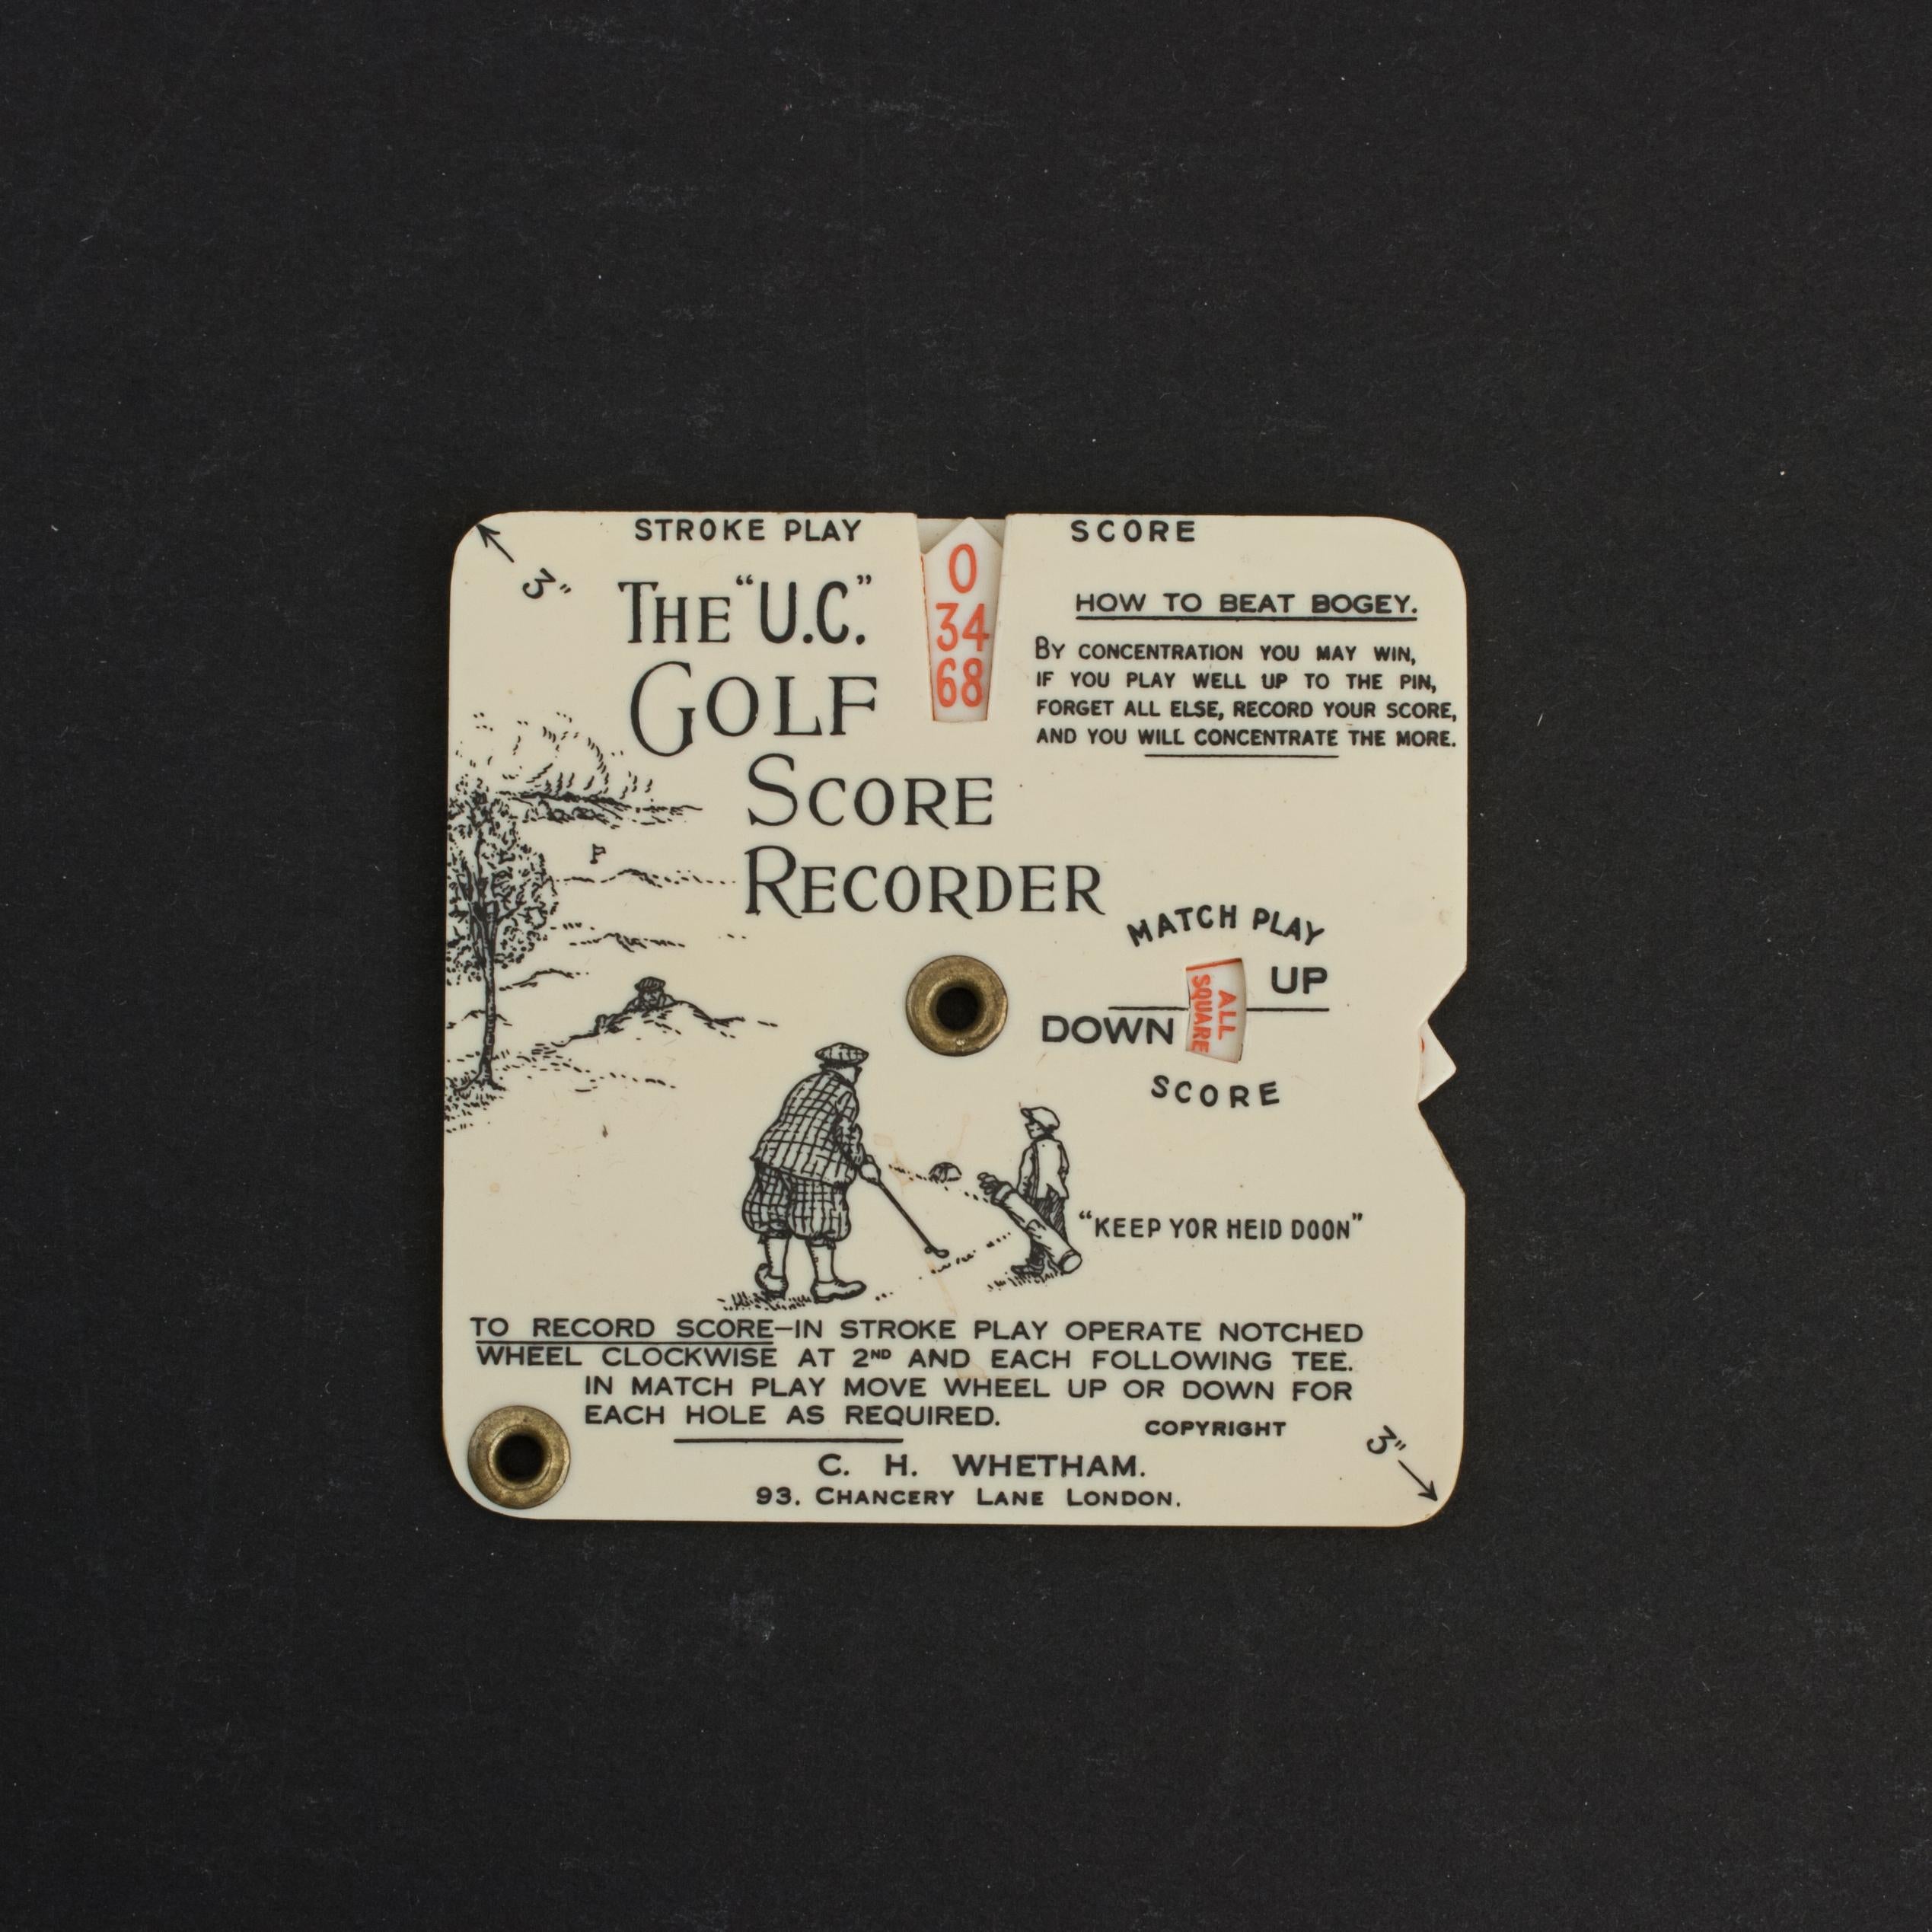 STROKE PLAY SCORE
3"
THE "U.C."
GOLF
SCORE
RECORDER
0
34
68
HOW TO BEAT BOGEY.
BY CONCENTRATION YOU MAY WIN,
IF YOU PLAY WELL UP TO THE PIN,
FORGET ALL ELSE, RECORD YOUR SCORE,
AND YOU WILL CONCENTRATE THE MORE.
MATCH PLAY
UP
DOWN
ALL
SQUARE
SCORE
"KEEP YOR HEID DOON"
TO RECORD SCORE—IN STROKE PLAY OPERATE NOTCHED
WHEEL CLOCKWISE AT 2ND AND EACH FOLLOWING TEE.
IN MATCH PLAY MOVE WHEEL UP OR DOWN FOR
EACH HOLE AS REQUIRED.
COPYRIGHT
3"
C. H. WHETHAM.
93. CHANCERY LANE LONDON.